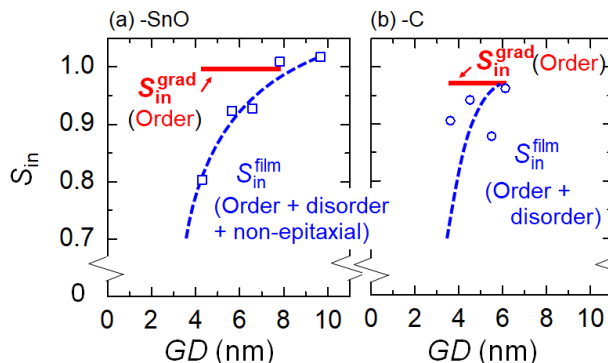 (a) -SnO
(b) -C
1.0
0.9
0.8
0.7
0
S_in
S_in^grad
(Order)
S_in^film
(Order + disorder
+ non-epitaxial)
0 2 4 6 8 10
GD (nm)
S_in^grad (Order)
S_in^film
(Order +
disorder)
0 2 4 6 8 10
GD (nm)